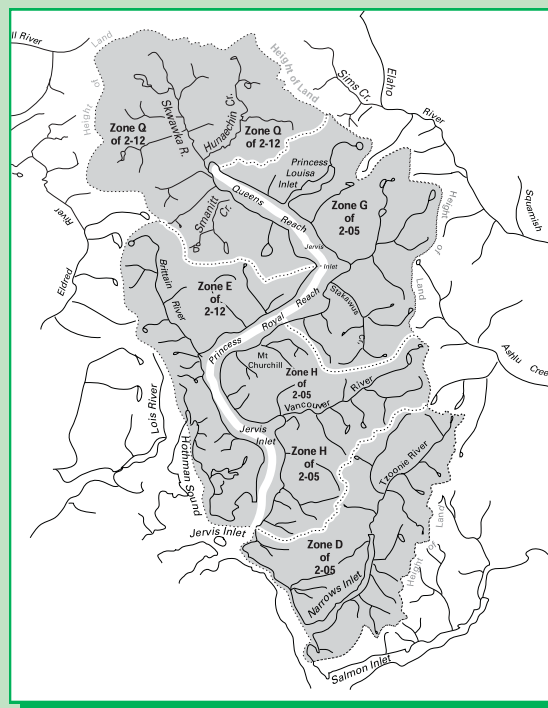 ll River
Height of Land
Height of Land
Elaho
River
Sims Cr.
Zone Q
of 2-12
Skwawka R.
Hunaechin Cr.
Zone Q
of 2-12
Princess
Louisa
Inlet
Queens Reach
Zone G
of
2-05
Height of Land
Squamish
Smanitt
Cr.
River
Eldred
Jervis
Inlet
Brittain
River
Zone E
of
2-12
Stakawus
Cr.
Princess Royal Reach
Mt
Churchill
Zone H
of
2-05
Vancouver River
Ashlu Cree
Lois River
Jervis
Inlet
Hothman Sound
Zone H
of
2-05
Tzoonie River
Jervis Inlet
Zone D
of
2-05
Height of Land
Narrows Inlet
Salmon Inlet